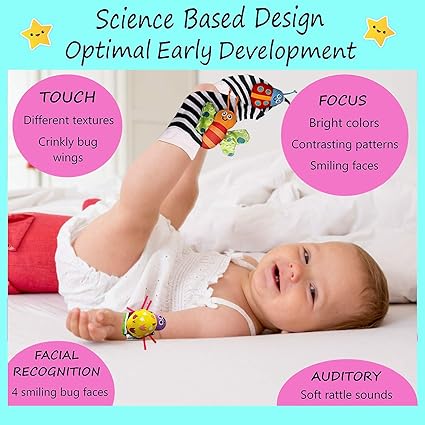 Science Based Design
Optimal Early Development
TOUCH
Different textures
Crinkly bug
wings
FOCUS
Bright colors
Contrasting patterns
Smiling faces
FACIAL
RECOGNITION
4 smiling bug faces
AUDITORY
Soft rattle sounds